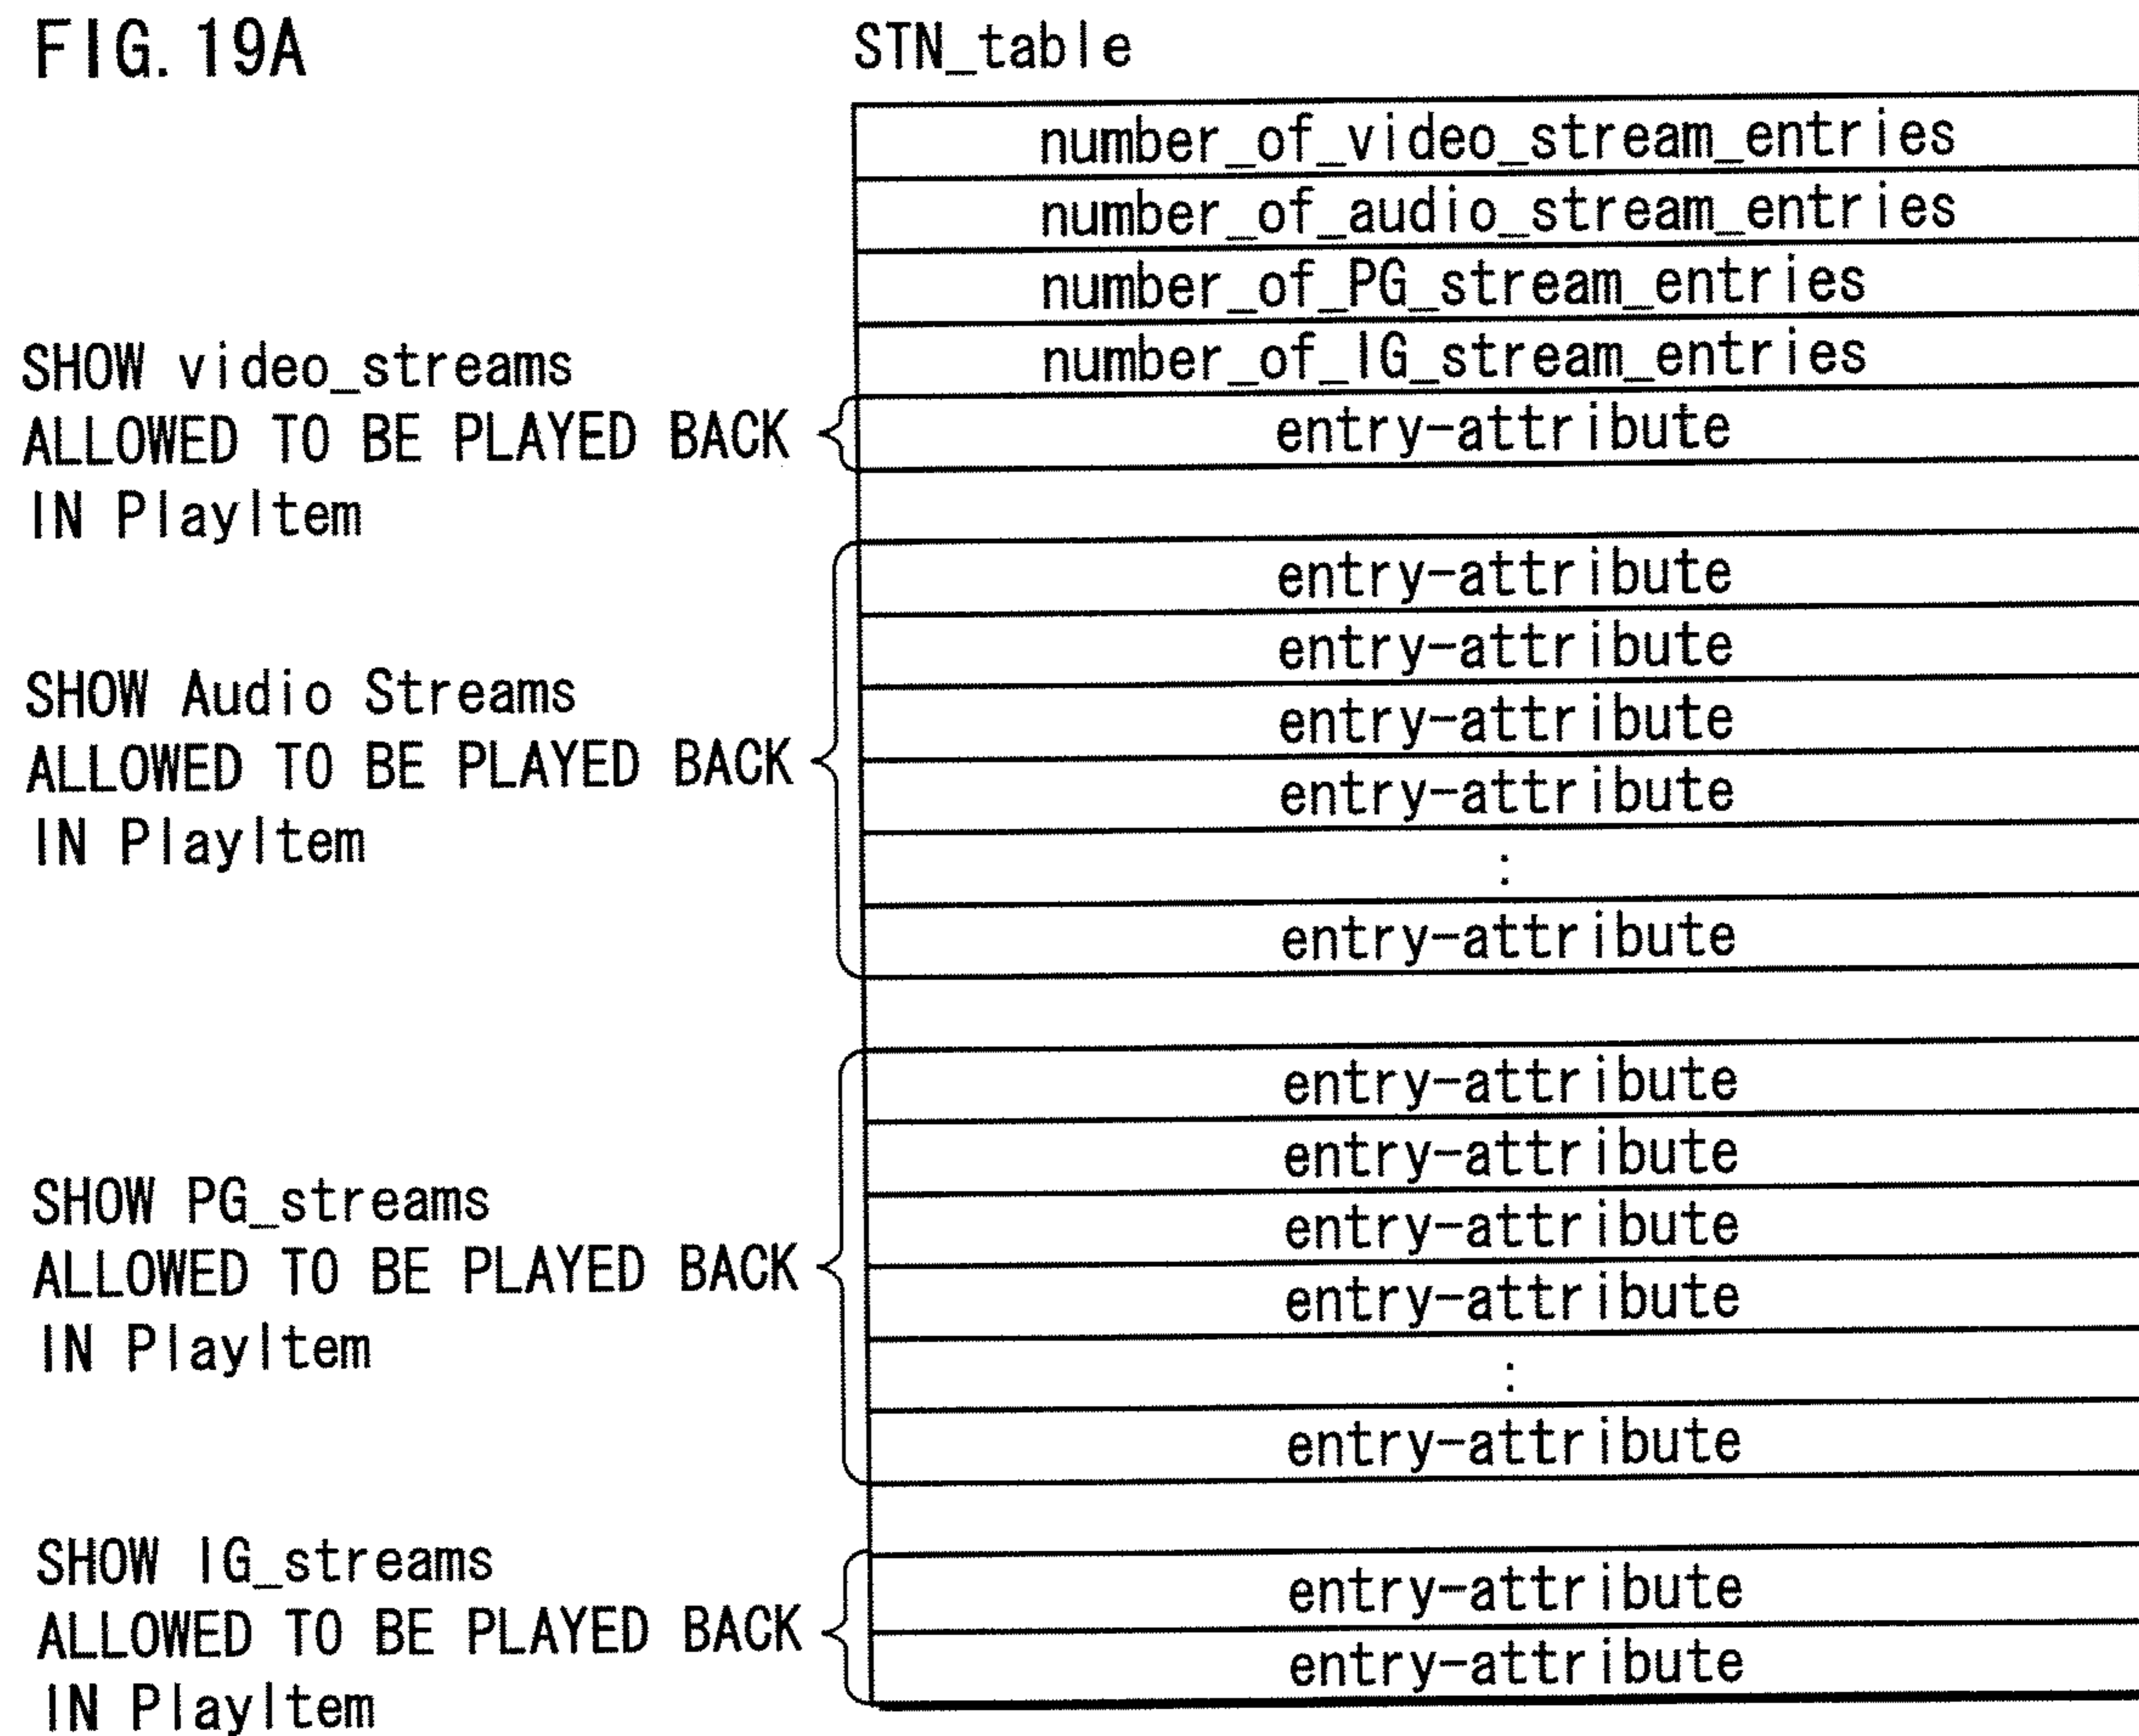 FIG. 19A
STN_table
number_of_video_stream_entries
number_of_audio_stream_entries
number_of_PG_stream_entries
number_of_IG_stream_entries
SHOW video_streams
ALLOWED TO BE PLAYED BACK
IN PlayItem
entry-attribute
SHOW Audio Streams
ALLOWED TO BE PLAYED BACK
IN PlayItem
entry-attribute
entry-attribute
entry-attribute
entry-attribute
:
entry-attribute
SHOW PG_streams
ALLOWED TO BE PLAYED BACK
IN PlayItem
entry-attribute
entry-attribute
entry-attribute
entry-attribute
:
entry-attribute
SHOW IG_streams
ALLOWED TO BE PLAYED BACK
IN PlayItem
entry-attribute
entry-attribute